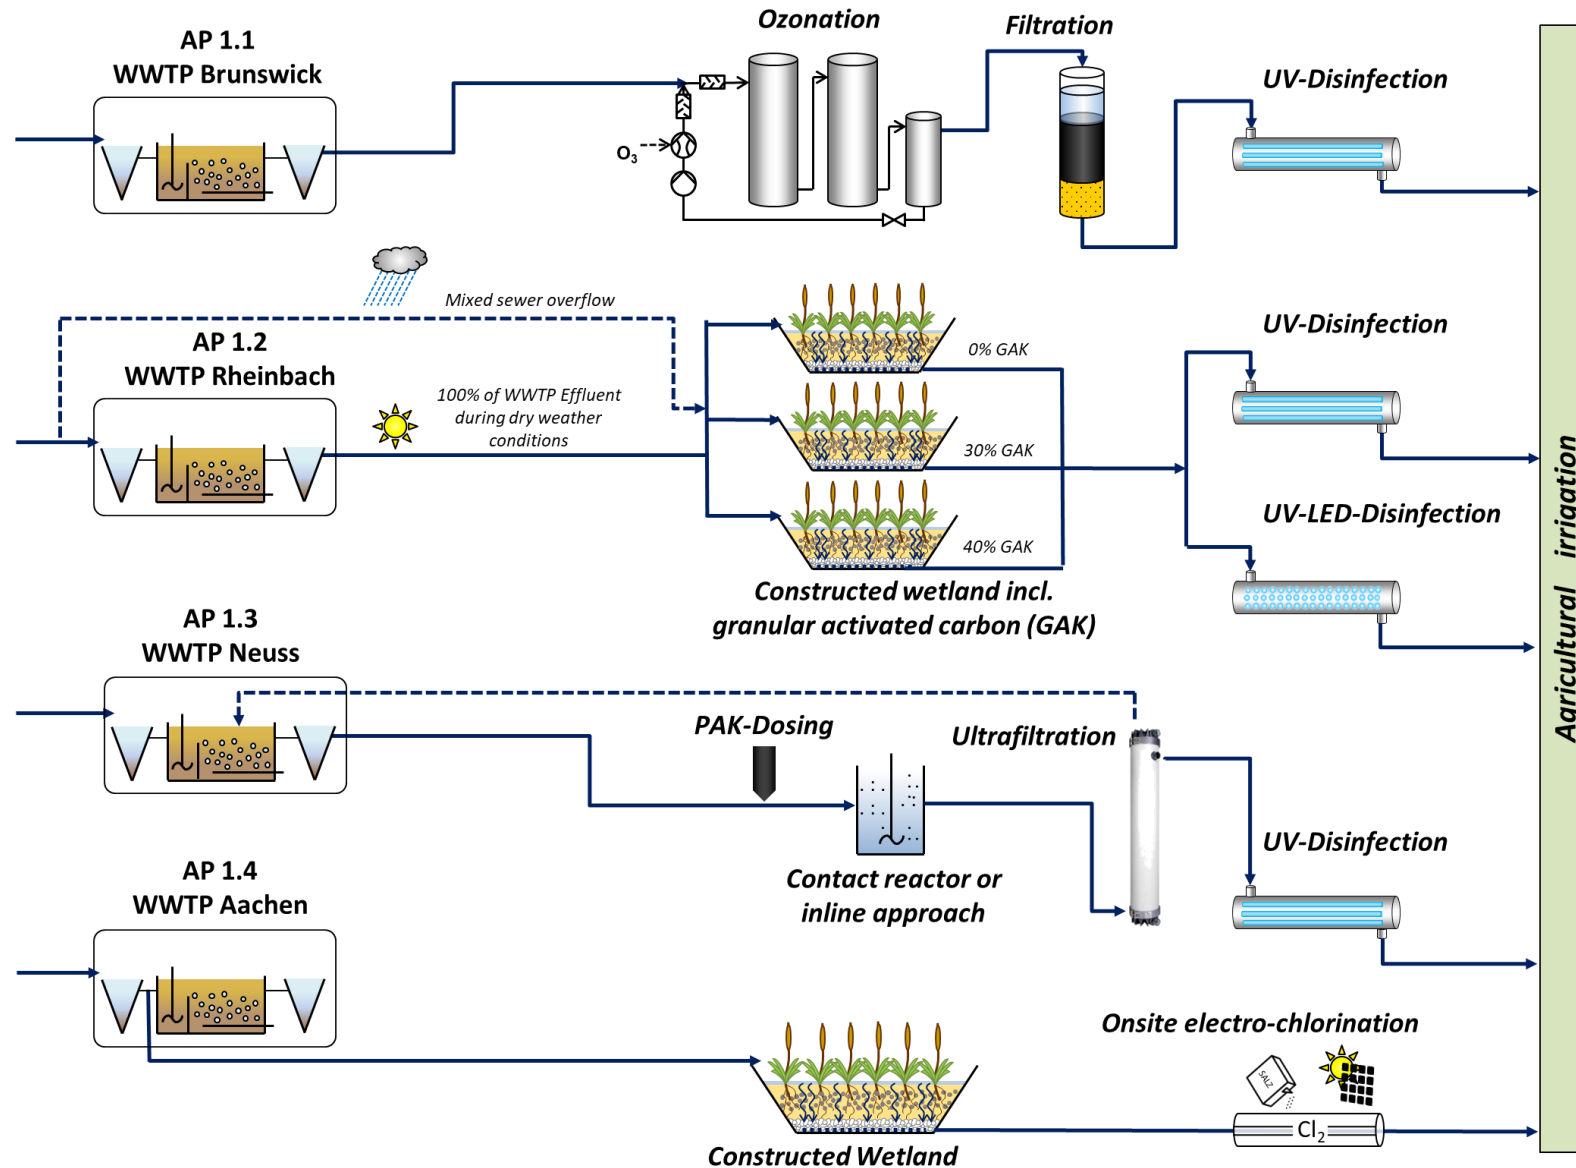 AP 1.1
WWTP Brunswick
Ozonation
Filtration
UV-Disinfection
O3
Mixed sewer overflow
AP 1.2
WWTP Rheinbach
100% of WWTP Effluent
during dry weather
conditions
0% GAK
30% GAK
40% GAK
Constructed wetland incl.
granular activated carbon (GAK)
UV-Disinfection
UV-LED-Disinfection
AP 1.3
WWTP Neuss
PAK-Dosing
Contact reactor or
inline approach
Ultrafiltration
UV-Disinfection
AP 1.4
WWTP Aachen
Constructed Wetland
Onsite electro-chlorination
SALZ
Cl2
Agricultural irrigation